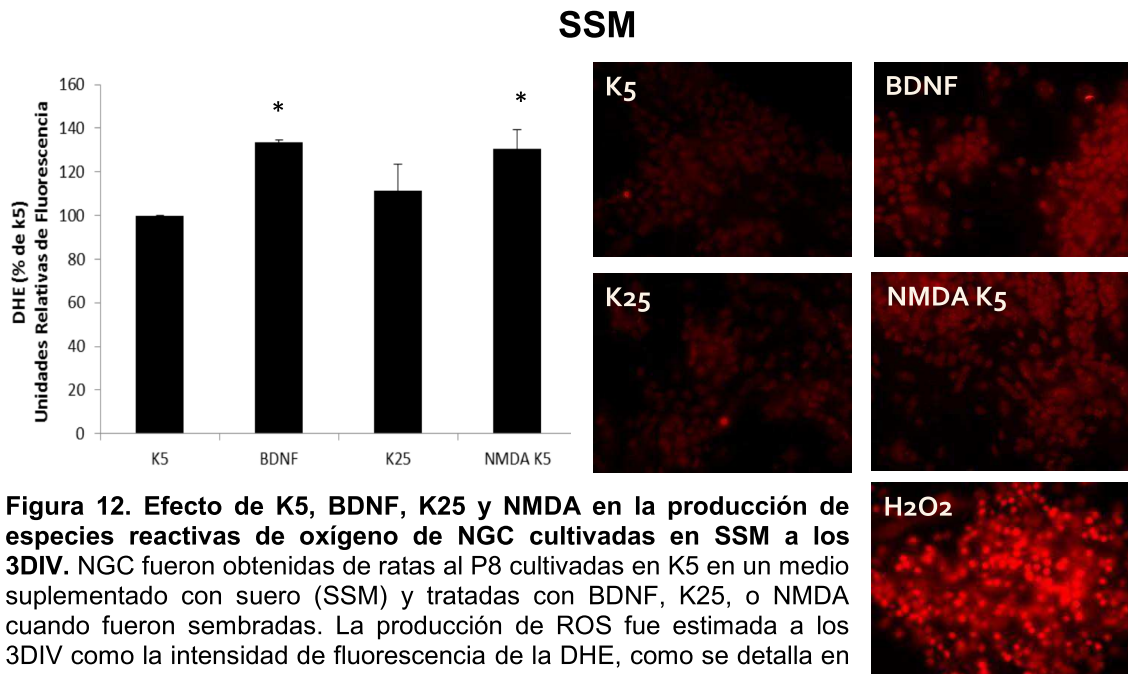 SSM
DHE (% de k5)
Unidades Relativas de Fluorescencia
160
140
120
100
80
60
40
20
0
*
*
K5
BDNF
K25
NMDA K5
K5
BDNF
K25
NMDA K5
H2O2
Figura 12. Efecto de K5, BDNF, K25 y NMDA en la producción de
especies reactivas de oxígeno de NGC cultivadas en SSM a los
3DIV. NGC fueron obtenidas de ratas al P8 cultivadas en K5 en un medio
suplementado con suero (SSM) y tratadas con BDNF, K25, o NMDA
cuando fueron sembradas. La producción de ROS fue estimada a los
3DIV como la intensidad de fluorescencia de la DHE, como se detalla en